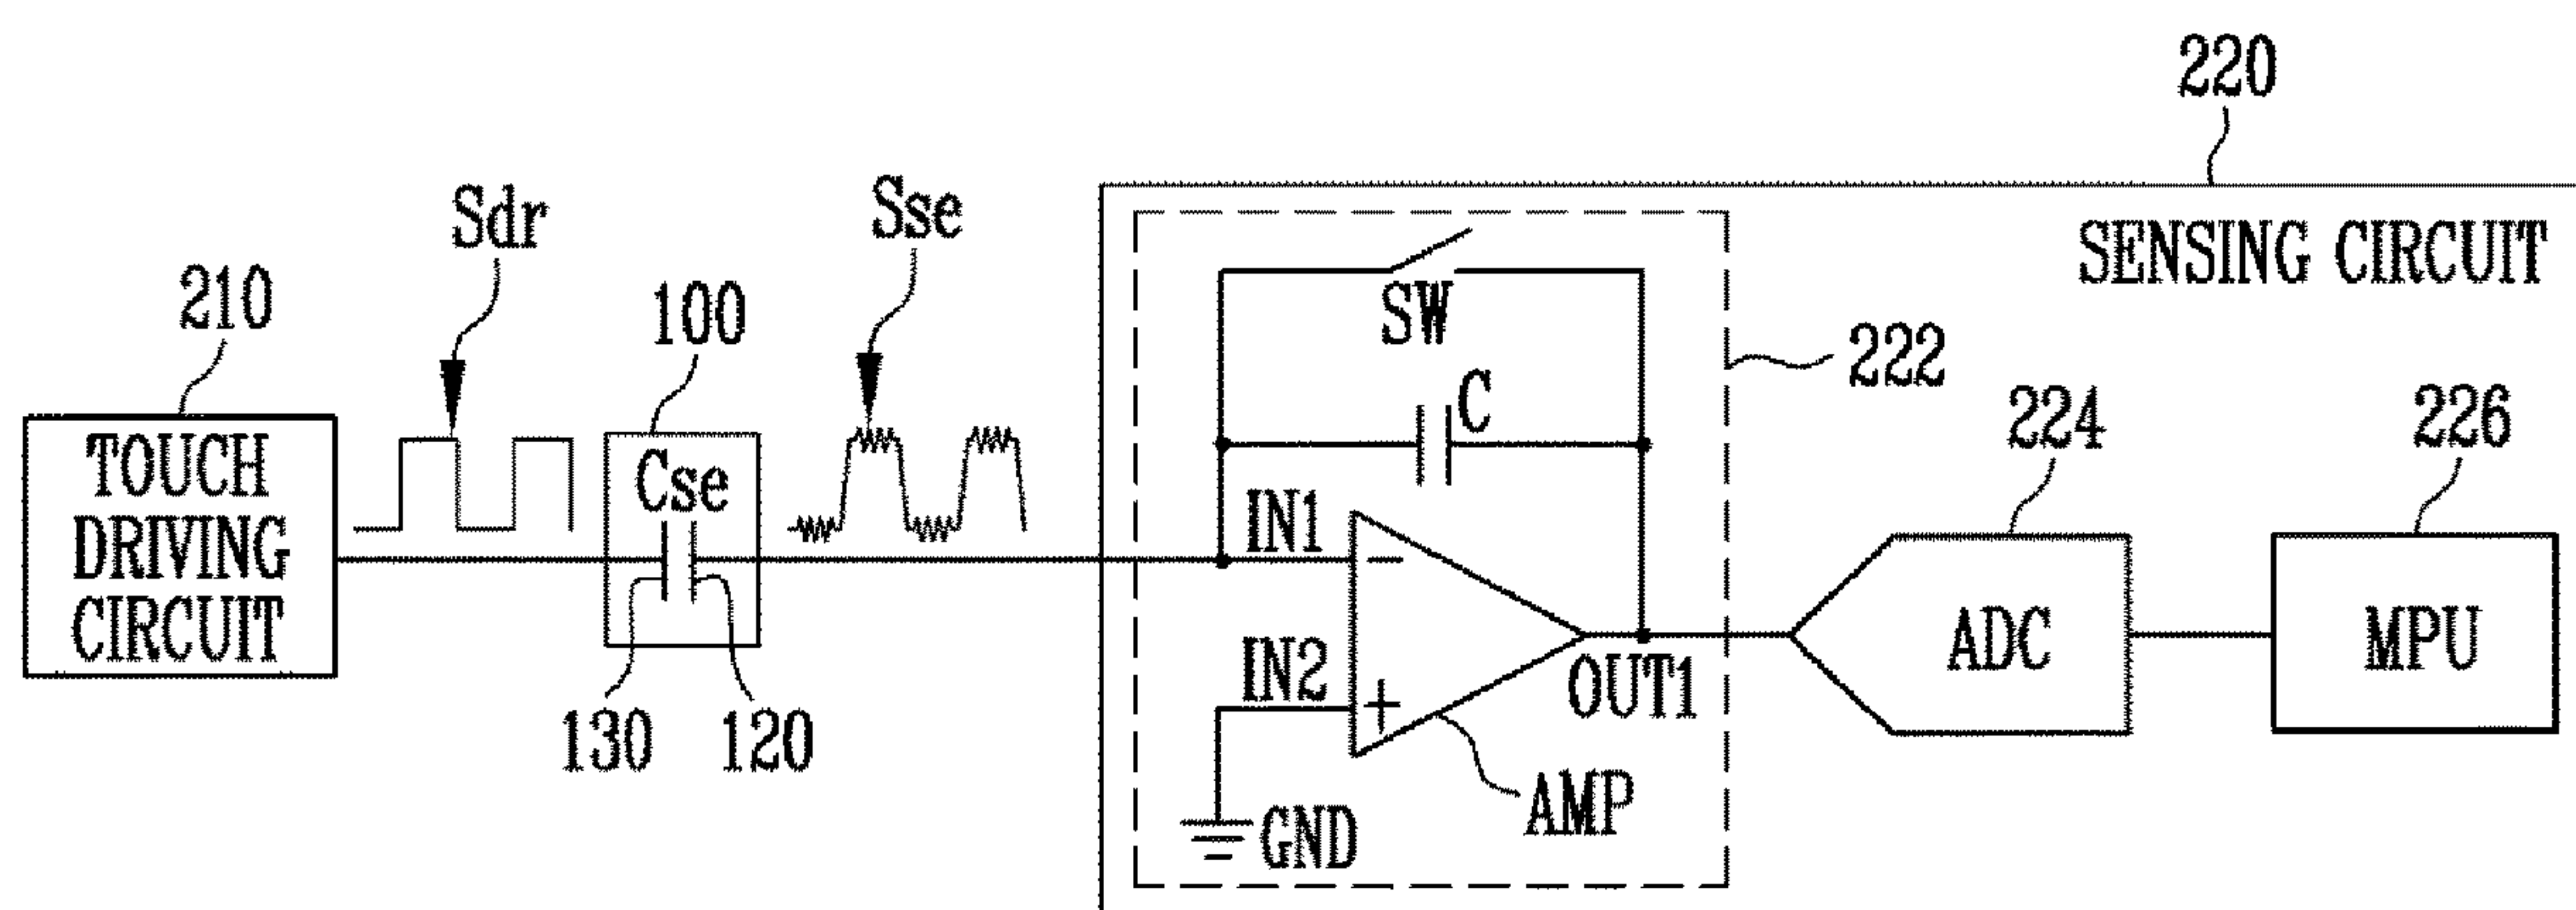 220
Sdr
Sse
SENSING CIRCUIT
210
100
SW
222
C
224
226
TOUCH
DRIVING
CIRCUIT
Cse
IN1
−
ADC
MPU
IN2
+
OUT1
130
120
GND
AMP